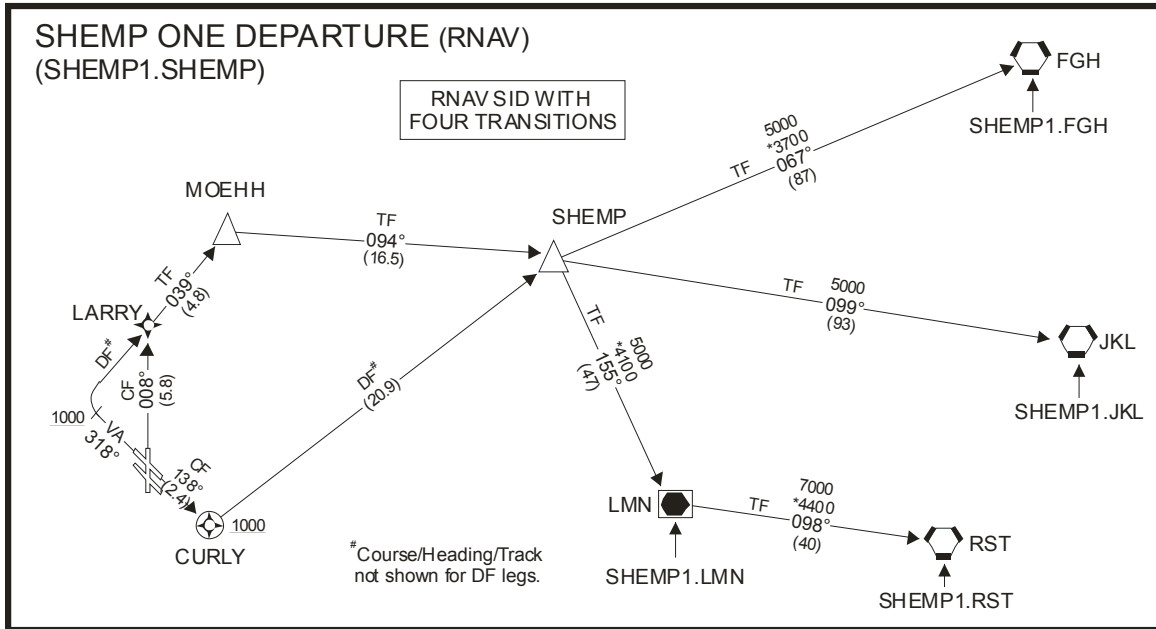 SHEMP ONE DEPARTURE (RNAV)
(SHEMP1.SHEMP)
RNAV SID WITH
FOUR TRANSITIONS
FGH
SHEMP1.FGH
5000
*3700
TF
067°
(87)
MOEHH
SHEMP
TF
094°
(16.5)
TF
039°
(4.8)
LARRY
DF#
CF
008°
(5.8)
1000
VA
318°
CF
138°
(2.4)
CURLY
1000
DF#
(20.9)
TF
5000
099°
(93)
JKL
SHEMP1.JKL
TF
5000
*4100
155°
(47)
LMN
SHEMP1.LMN
7000
*4400
TF
098°
(40)
RST
SHEMP1.RST
#Course/Heading/Track
not shown for DF legs.